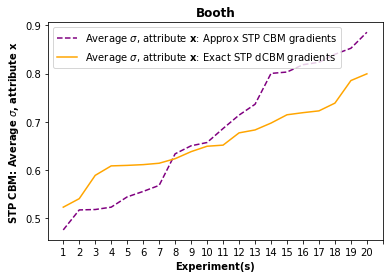 Booth
Average σ, attribute x: Approx STP CBM gradients
Average σ, attribute x: Exact STP dCBM gradients
STP CBM: Average σ, attribute x
0.9
0.8
0.7
0.6
0.5
1 2 3 4 5 6 7 8 9 10 11 12 13 14 15 16 17 18 19 20
Experiment(s)